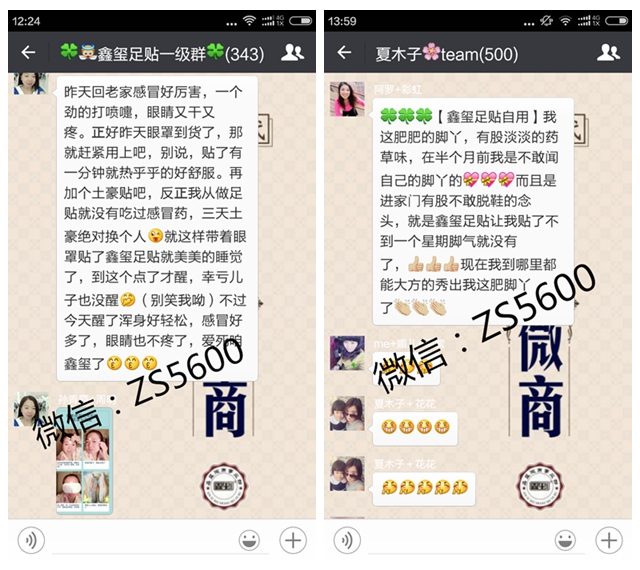 12:24
4G
1X
鑫玺足贴一级群(343)
昨天回老家感冒好厉害，一个
劲的打喷嚏，眼睛又干又
疼。正好昨天眼罩到货了，那
就赶紧用上吧，别说，贴了有
一分钟就热乎乎的好舒服。再
加个土豪贴吧，反正我从做足
贴就没有吃过感冒药，三天土
豪绝对换个人😜就这样带着眼
罩贴了鑫玺足贴就美美的睡觉
了，到这个点了才醒，幸亏儿
子也没醒🤭（别笑我呦）不过
今天醒了浑身好轻松，感冒好
多了，眼睛也不疼了，爱死
鑫玺了
微信：ZS5600
商
13:59
4G
1X
夏木子🌸team(500)
阿萝+彩虹
🍀🍀🍀【鑫玺足贴自用】我
这肥肥的脚丫，有股淡淡的药
草味，在半个月前我是不敢闻
自己的脚丫的💝💝💝而且是
进家门有股不敢脱鞋的念
头，就是鑫玺足贴让我贴了不
到一个星期脚气就没有
了，👍👍👍现在我到哪里都
能大方的秀出我这肥脚丫
了👏👏👏
微信：ZS5600
夏木子+花花
夏木子+花花
微
商